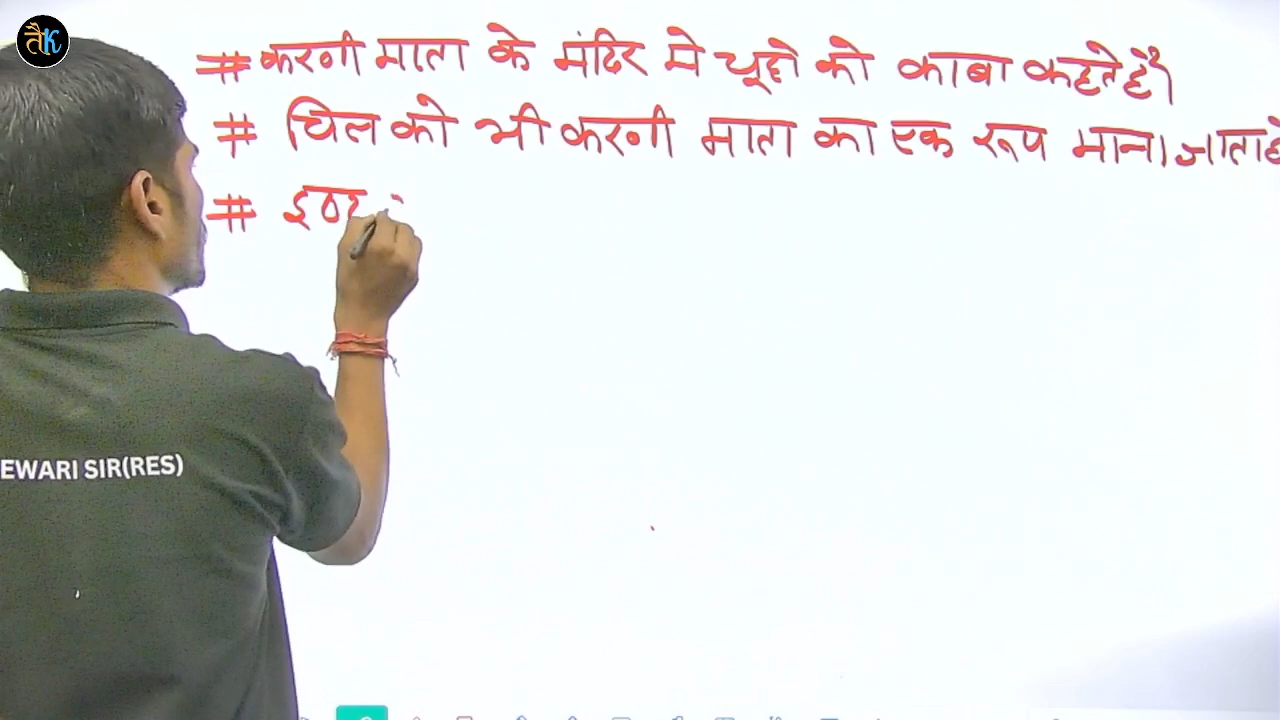 तैK
# करणी माता के मंदिर मे चूहो को काबा कहते है।
# चिल को भी करणी माता का एक रूप माना जाता है
# इ
EWARI SIR(RES)